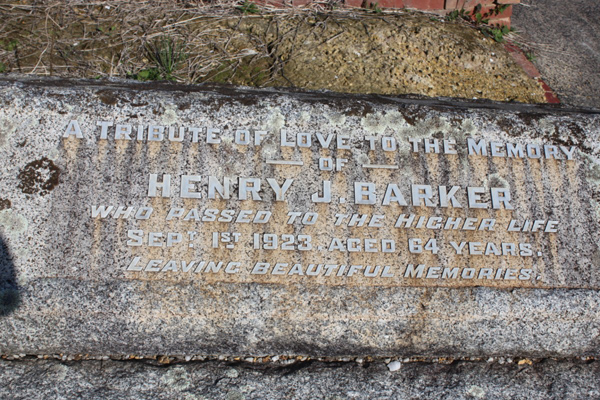 A TRIBUTE OF LOVE TO THE MEMORY
OF
HENRY J. BARKER
WHO PASSED TO THE HIGHER LIFE
SEPT. 1ST. 1923, AGED 64 YEARS.
LEAVING BEAUTIFUL MEMORIES.